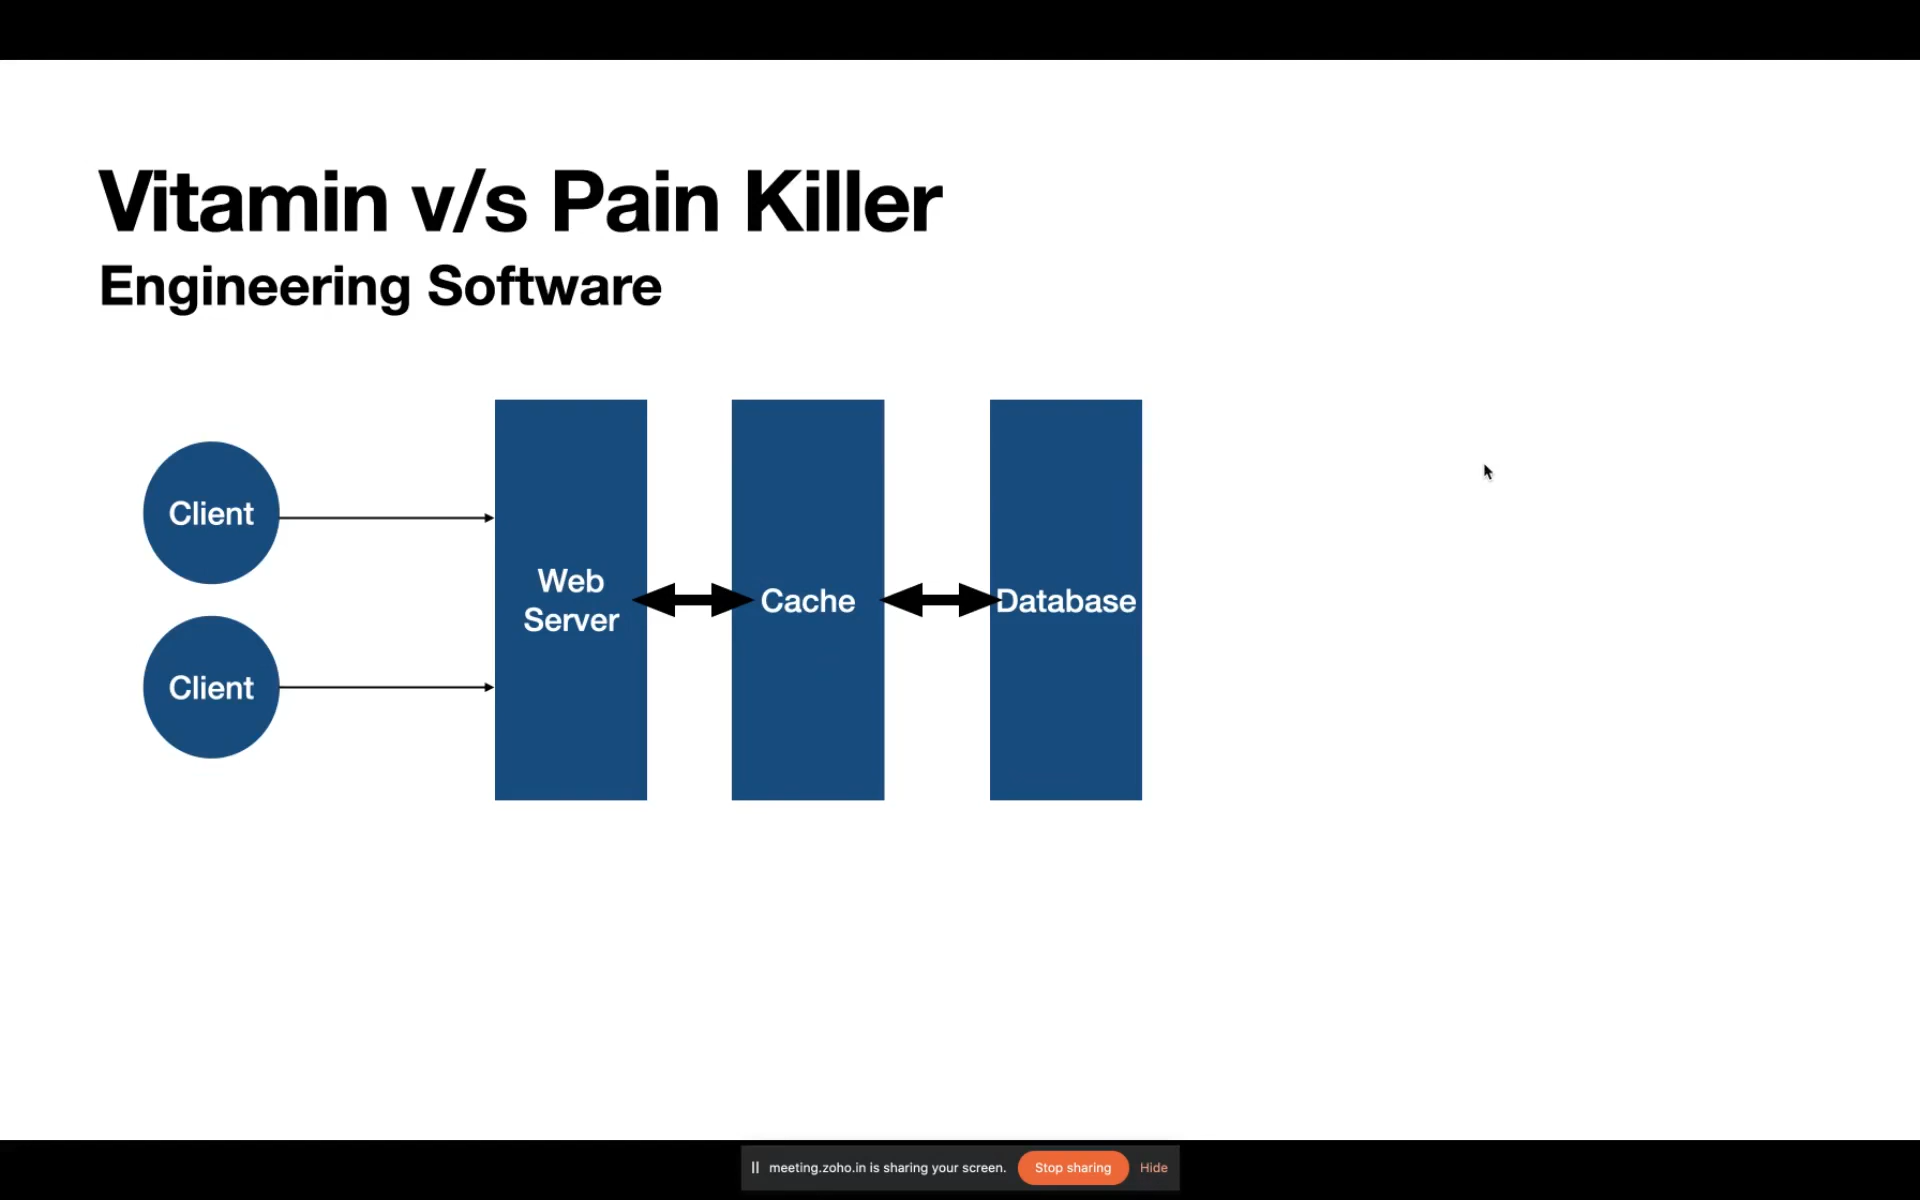 Vitamin v/s Pain Killer
Engineering Software
Client
Client
Web
Server
Cache
Database
meeting.zoho.in is sharing your screen.
Stop sharing
Hide